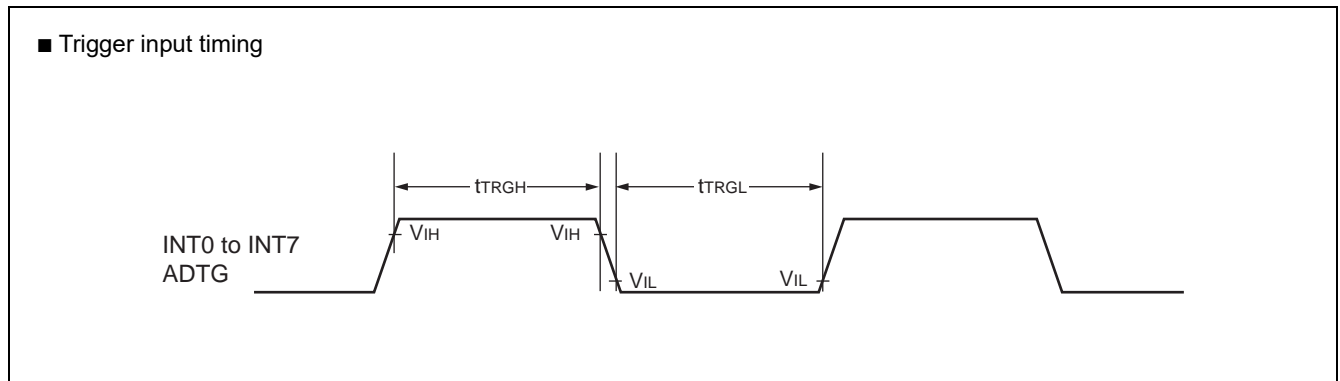 ■ Trigger input timing
tTRGH
tTRGL
INT0 to INT7
ADTG
VIH
VIH
VIL
VIL